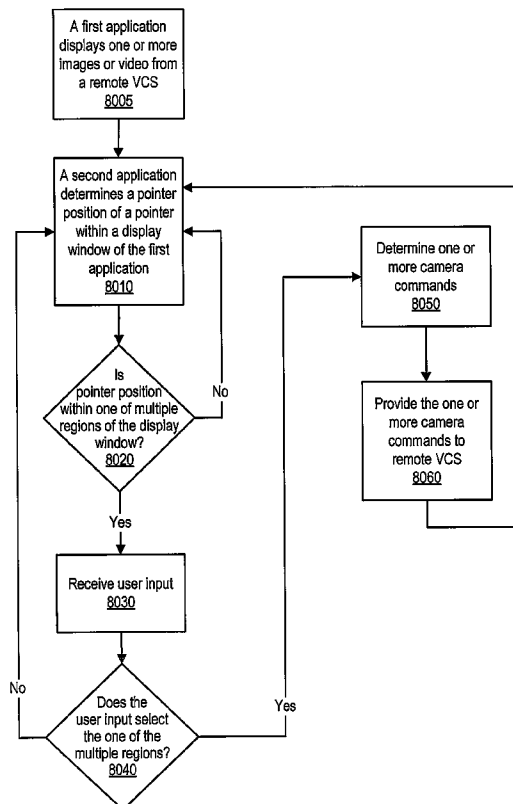 A first application
displays one or more
images or video from
a remote VCS
8005
A second application
determines a pointer
position of a pointer
within a display
window of the first
application
8010
Is
pointer position
within one of multiple
regions of the display
window?
8020
No
Yes
Receive user input
8030
Does the
user input select
the one of the
multiple regions?
8040
No
Yes
Determine one or
more camera
commands
8050
Provide the one or
more camera
commands to
remote VCS
8060